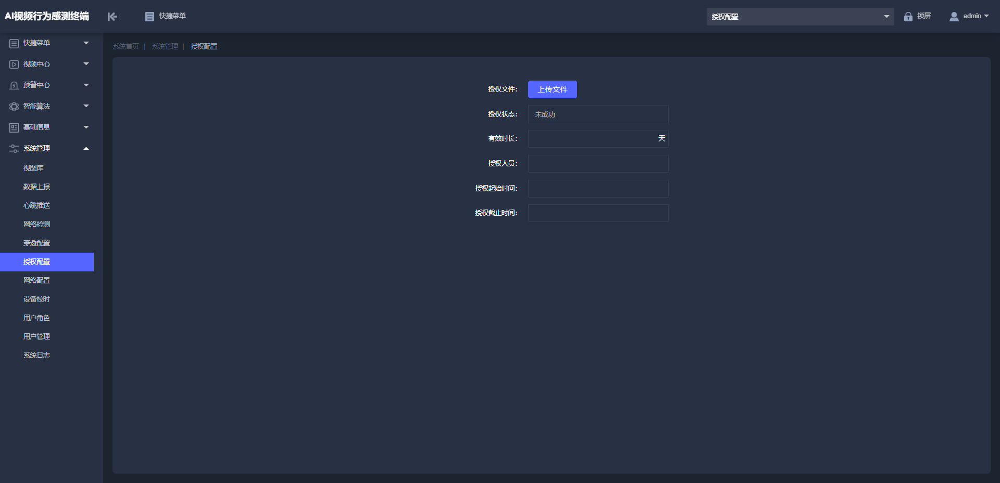 AI视频行为感测终端
快捷菜单
授权配置
锁屏
admin
快捷菜单
视频中心
预警中心
智能算法
基础信息
系统管理
视图库
数据上报
心跳推送
网络检测
穿透配置
授权配置
网络配置
设备校时
用户角色
用户管理
系统日志
系统首页 | 系统管理 | 授权配置
授权文件: 上传文件
授权状态: 未成功
有效时长: 天
授权人员:
授权起始时间:
授权截止时间: